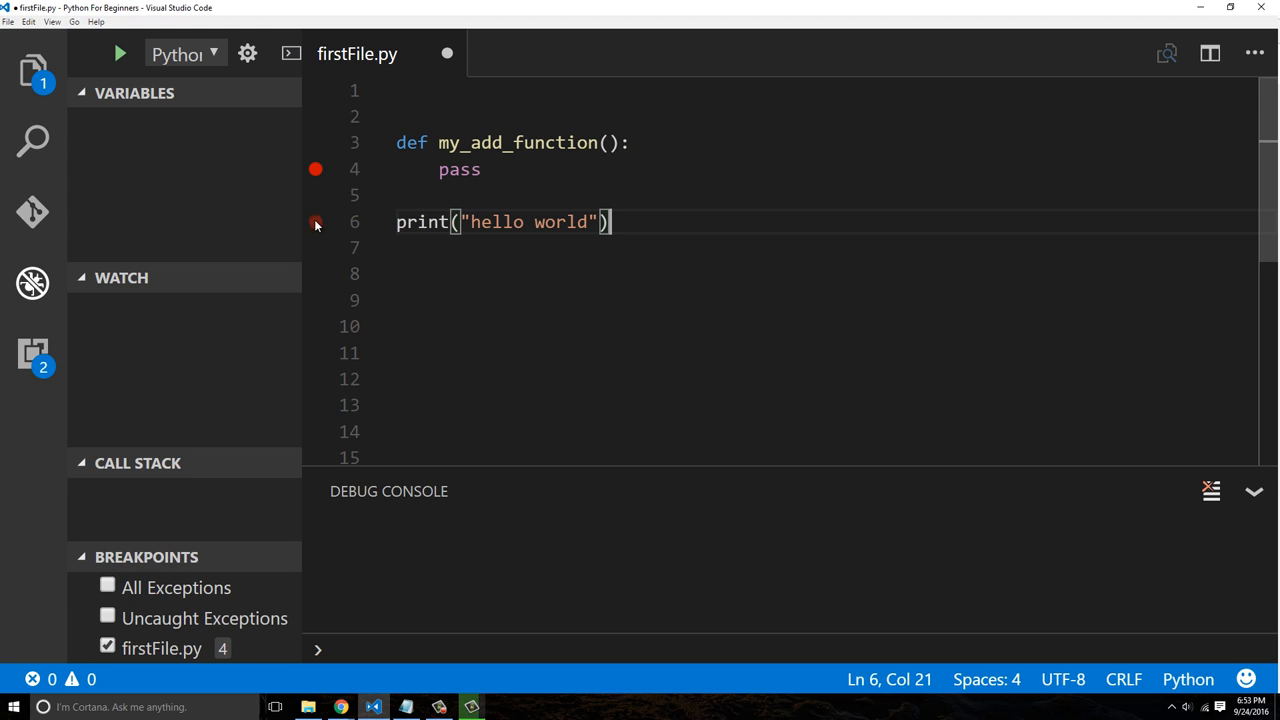 • firstFile.py - Python For Beginners - Visual Studio Code
File Edit View Go Help
1
Python
firstFile.py
VARIABLES
WATCH
2
CALL STACK
BREAKPOINTS
All Exceptions
Uncaught Exceptions
firstFile.py 4
1
2
3 def my_add_function():
4 pass
5
6 print("hello world")
7
8
9
10
11
12
13
14
15
DEBUG CONSOLE
0 0
Ln 6, Col 21 Spaces: 4 UTF-8 CRLF Python
I'm Cortana. Ask me anything.
6:53 PM
9/24/2016